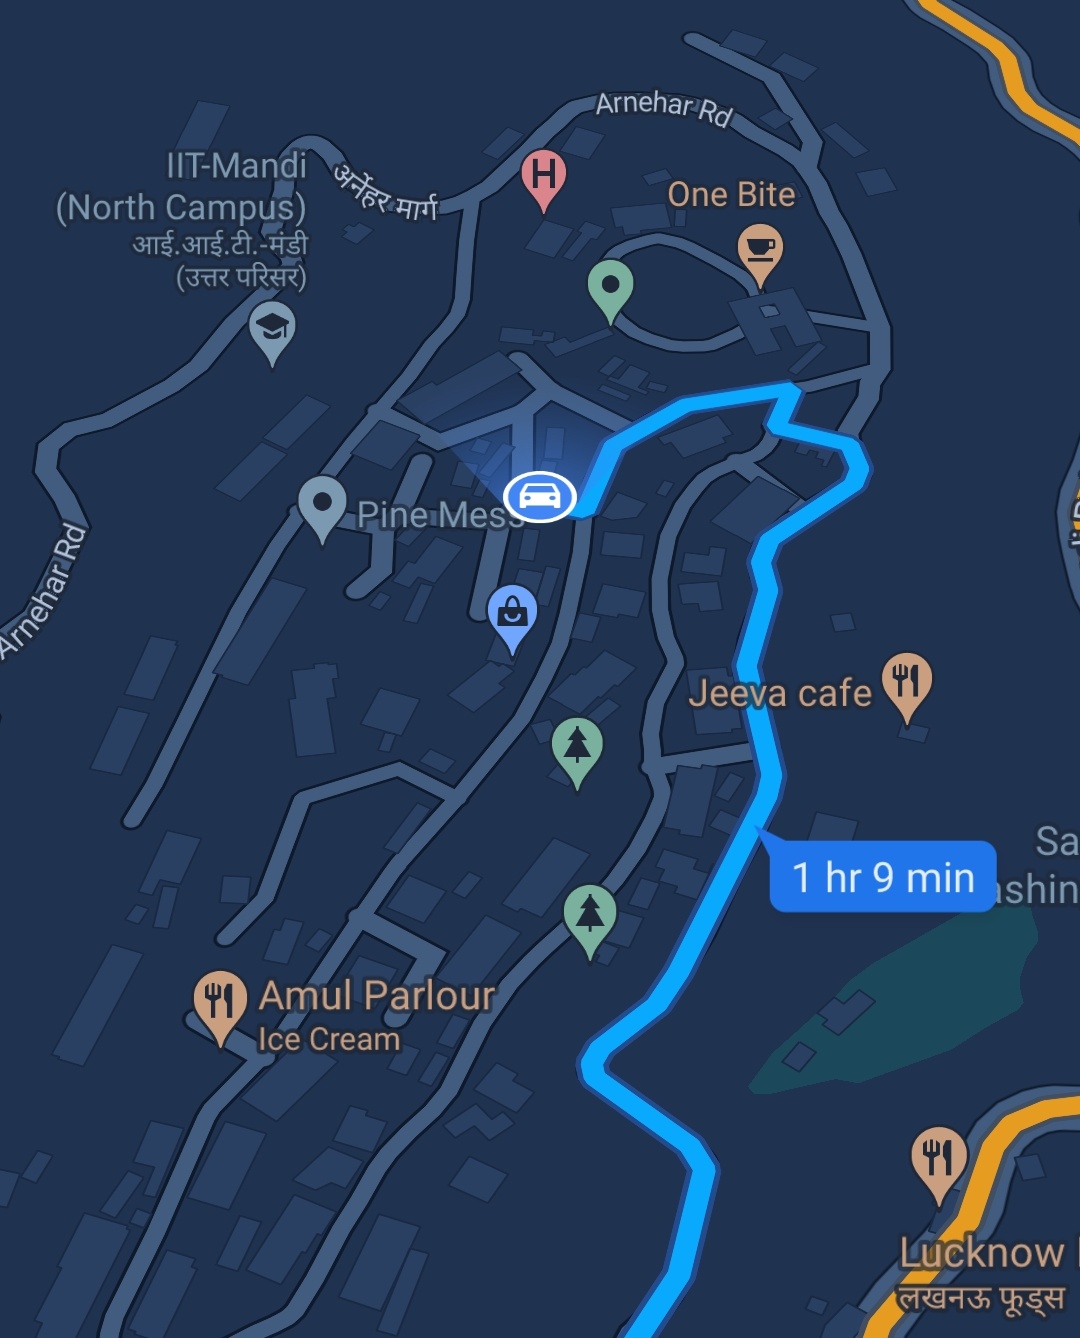 Arnehar Rd
IIT-Mandi
(North Campus)
आई.आई.टी.-मंडी
(उत्तर परिसर)
अर्नेहर मार्ग
H
One Bite
Pine Mess
Arnehar Rd
Jeeva cafe
1 hr 9 min
Amul Parlour
Ice Cream
Lucknow
लखनऊ फूड्स